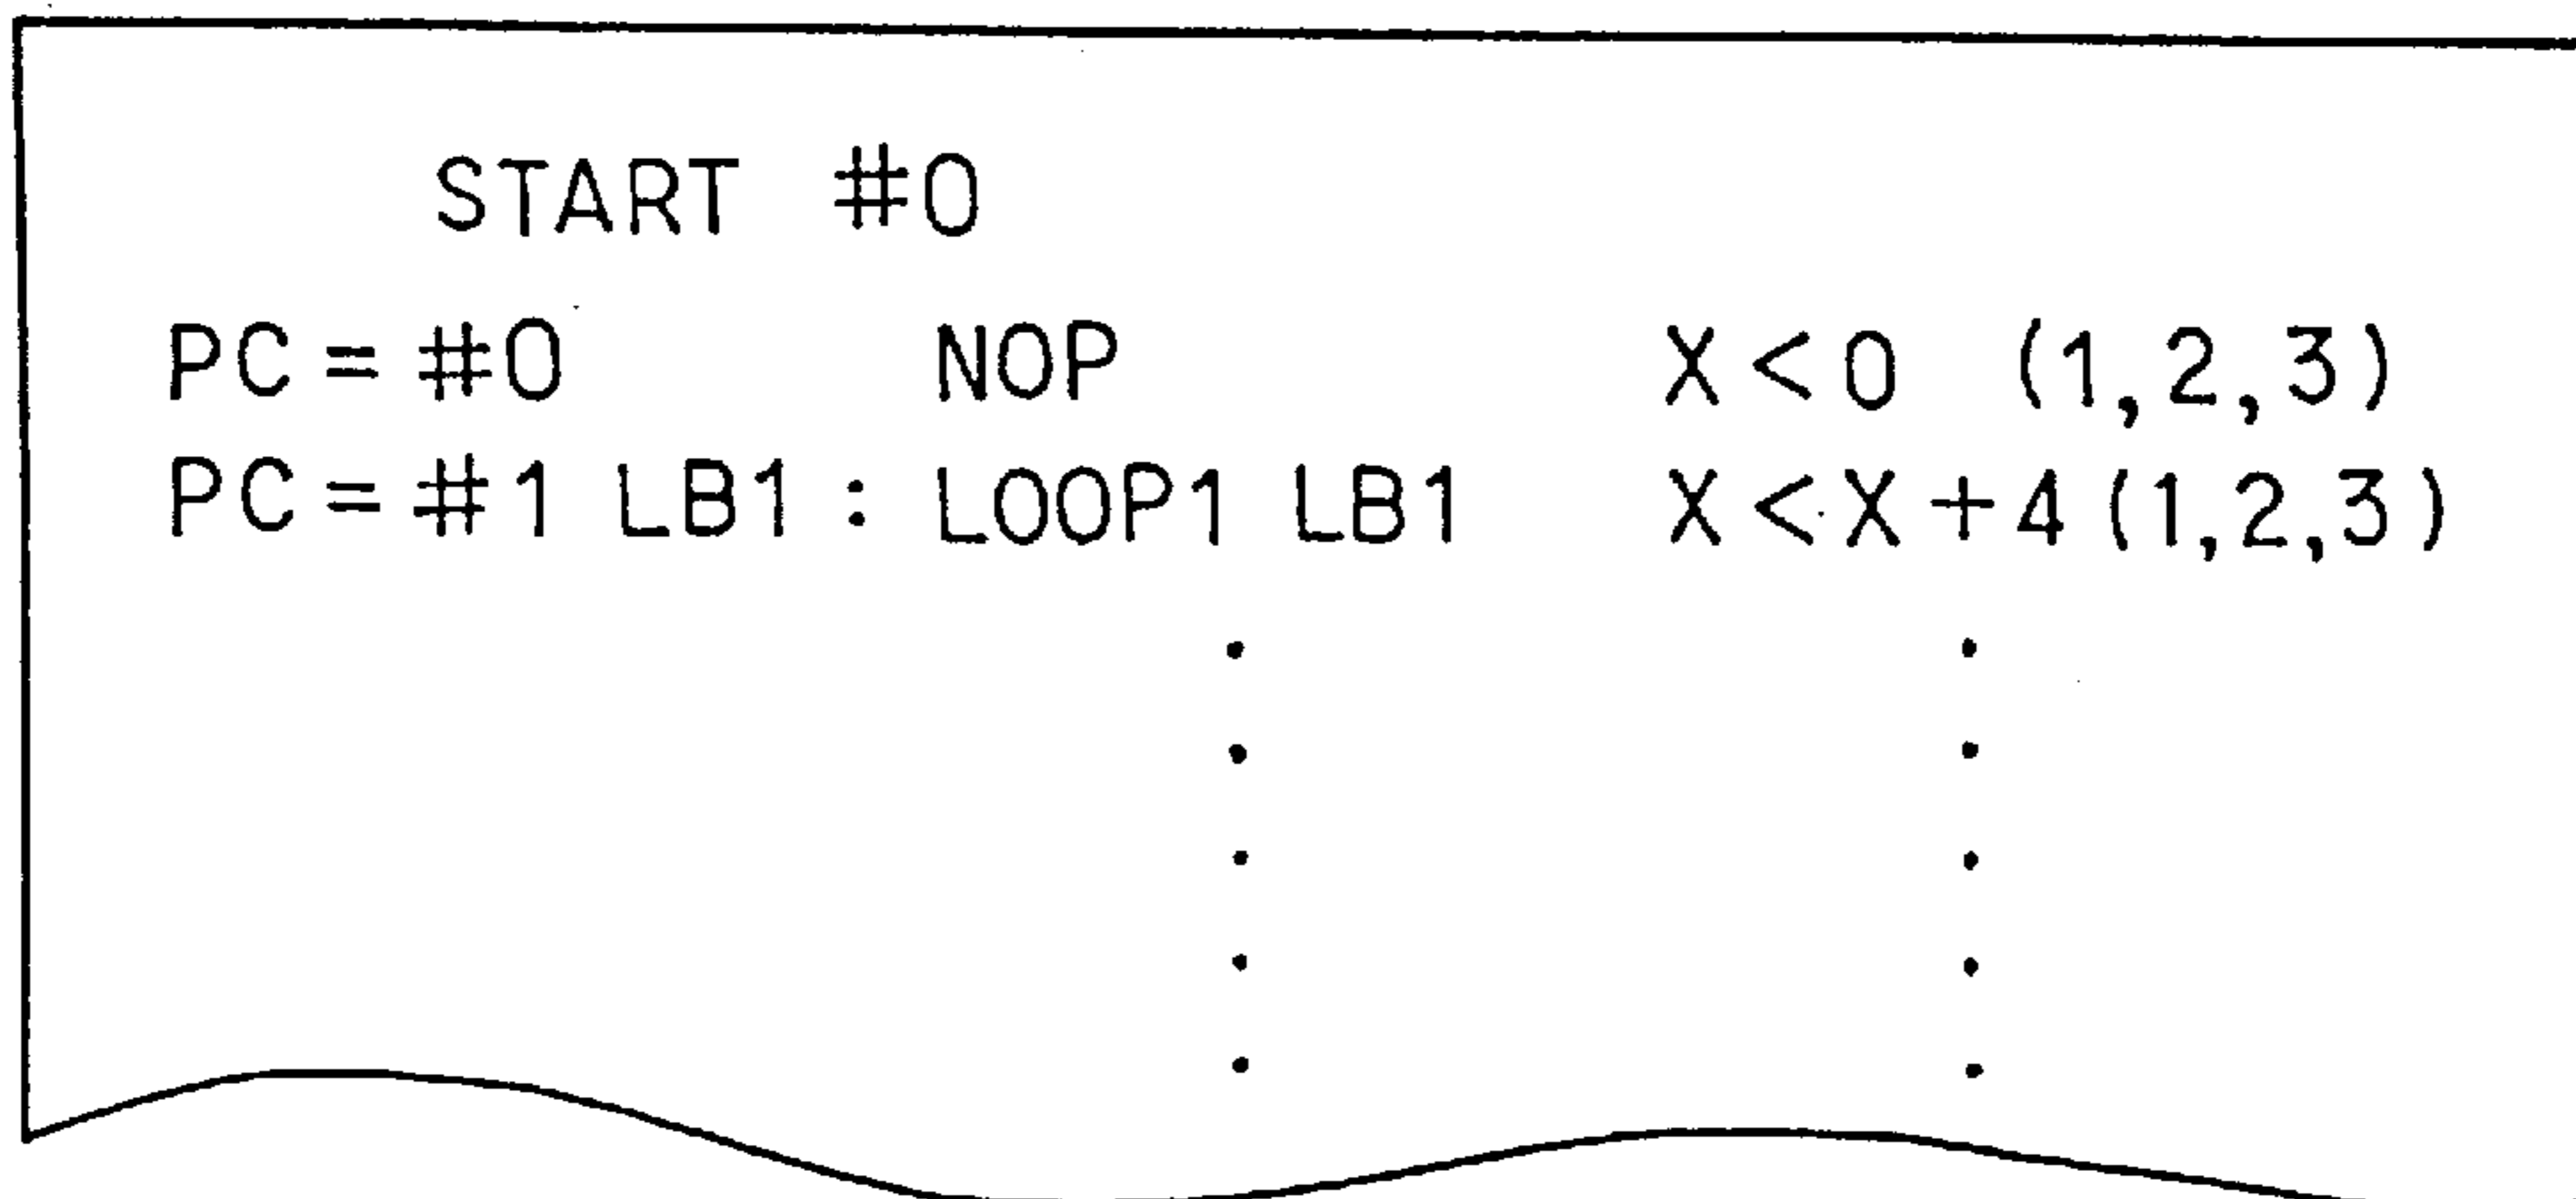 START #0
PC = #0 NOP X < 0 (1,2,3)
PC = #1 LB1 : LOOP1 LB1 X < X + 4 (1,2,3)